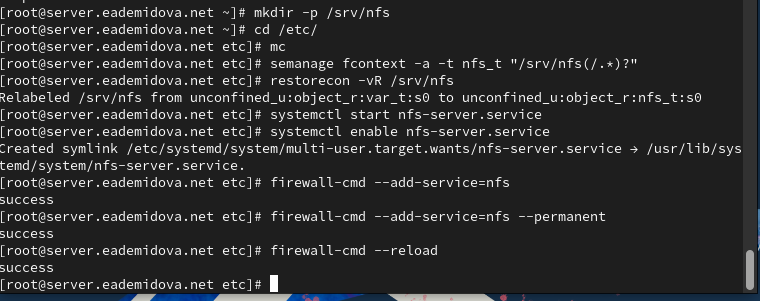 [root@server.eademidova.net ~]# mkdir -p /srv/nfs
[root@server.eademidova.net ~]# cd /etc/
[root@server.eademidova.net etc]# mc
[root@server.eademidova.net etc]# semanage fcontext -a -t nfs_t "/srv/nfs(/.*)?"
[root@server.eademidova.net etc]# restorecon -vR /srv/nfs
Relabeled /srv/nfs from unconfined_u:object_r:var_t:s0 to unconfined_u:object_r:nfs_t:s0
[root@server.eademidova.net etc]# systemctl start nfs-server.service
[root@server.eademidova.net etc]# systemctl enable nfs-server.service
Created symlink /etc/systemd/system/multi-user.target.wants/nfs-server.service → /usr/lib/sys
temd/system/nfs-server.service.
[root@server.eademidova.net etc]# firewall-cmd --add-service=nfs
success
[root@server.eademidova.net etc]# firewall-cmd --add-service=nfs --permanent
success
[root@server.eademidova.net etc]# firewall-cmd --reload
success
[root@server.eademidova.net etc]#